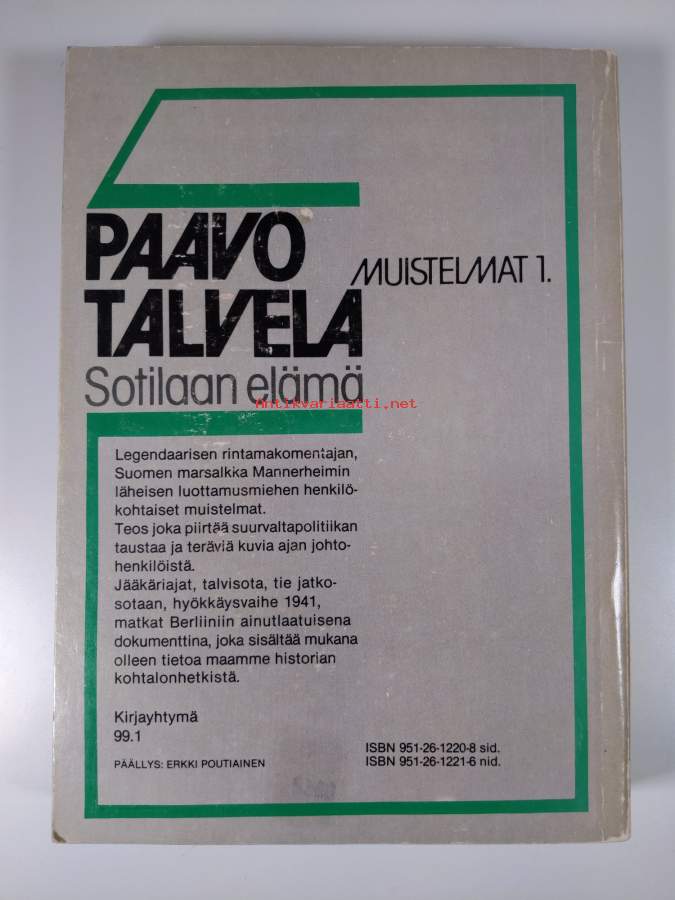 PAAVO
TALVELA
MUISTELMAT 1.
Sotilaan elämä
Antikvariaatti.net
Legendaarisen rintamakomentajan,
Suomen marsalkka Mannerheimin
läheisen luottamusmiehen henkilö-
kohtaiset muistelmat.
Teos joka piirtää suurvaltapolitiikan
taustaa ja teräviä kuvia ajan johto-
henkilöistä.
Jääkäriajat, talvisota, tie jatko-
sotaan, hyökkäysvaihe 1941,
matkat Berliiniin ainutlaatuisena
dokumenttina, joka sisältää mukana
olleen tietoa maamme historian
kohtalonhetkistä.
Kirjayhtymä
99.1
PÄÄLLYS: ERKKI POUTIAINEN
ISBN 951-26-1220-8 sid.
ISBN 951-26-1221-6 nid.